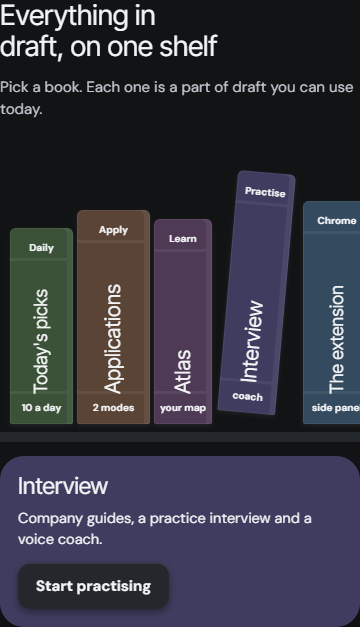 Everything in
draft, on one shelf
Pick a book. Each one is a part of draft you can use
today.
Daily
Today's picks
10 a day
Apply
Applications
2 modes
Learn
Atlas
your map
Practise
Interview
coach
Chrome
The extension
side panel
Interview
Company guides, a practice interview and a
voice coach.
Start practising